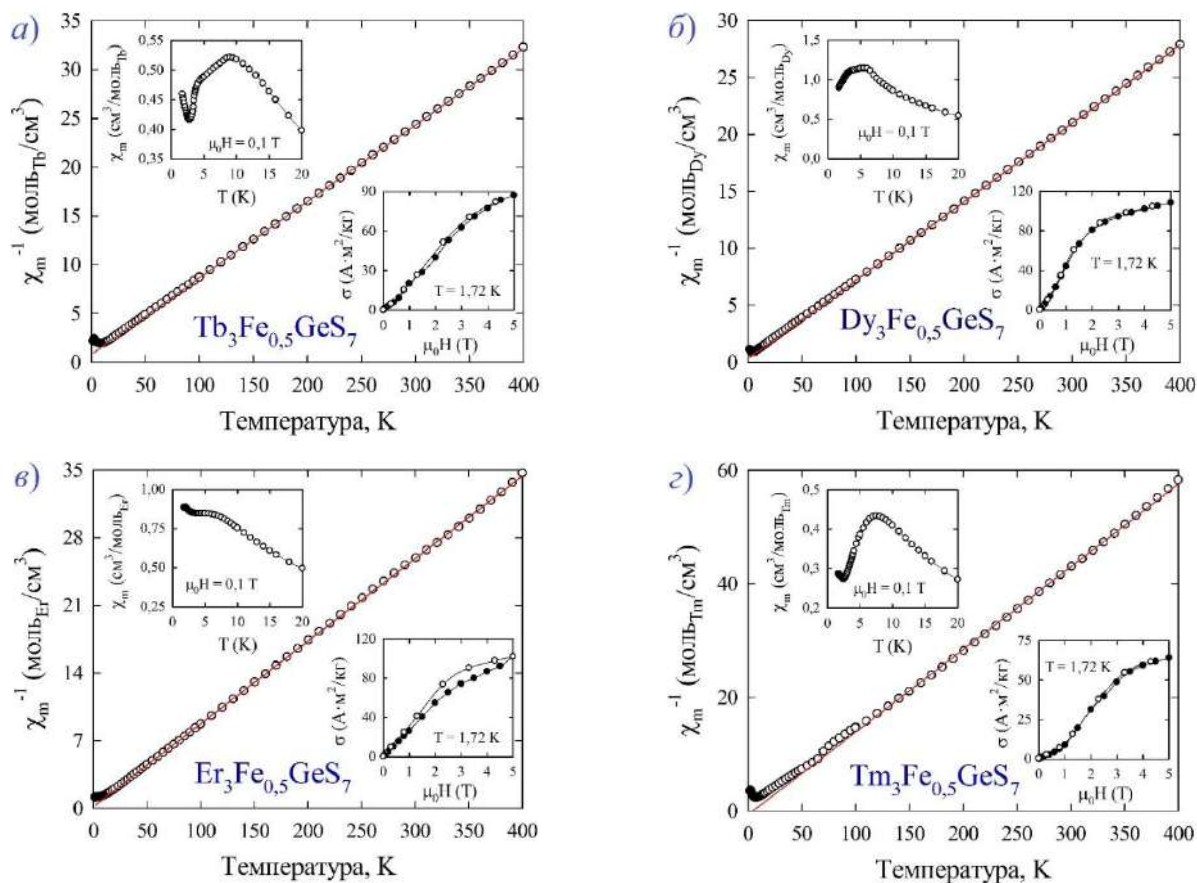 а)
35
30
25
20
15
10
5
0
0 50 100 150 200 250 300 350 400
χm⁻¹ (мольTb/см³)
Температура, K
Tb₃Fe₀,₅GeS₇
0,55
0,50
0,45
0,40
0,35
0 5 10 15 20
χm (см³/мольTb)
μ₀H = 0,1 T
T (K)
90
60
30
0
0 1 2 3 4 5
σ (А·м²/кг)
T = 1,72 K
μ₀H (T)
б)
30
25
20
15
10
5
0
0 50 100 150 200 250 300 350 400
χm⁻¹ (мольDy/см³)
Температура, K
Dy₃Fe₀,₅GeS₇
1,5
1,0
0,5
0,0
0 5 10 15 20
χm (см³/мольDy)
μ₀H = 0,1 T
T (K)
120
80
40
0
0 1 2 3 4 5
σ (А·м²/кг)
T = 1,72 K
μ₀H (T)
в)
35
28
21
14
7
0
0 50 100 150 200 250 300 350 400
χm⁻¹ (мольEr/см³)
Температура, K
Er₃Fe₀,₅GeS₇
1,00
0,75
0,50
0,25
0 5 10 15 20
χm (см³/мольEr)
μ₀H = 0,1 T
T (K)
120
80
40
0
0 1 2 3 4 5
σ (А·м²/кг)
T = 1,72 K
μ₀H (T)
г)
60
40
20
0
0 50 100 150 200 250 300 350 400
χm⁻¹ (мольTm/см³)
Температура, K
Tm₃Fe₀,₅GeS₇
0,5
0,4
0,3
0,2
0 5 10 15 20
χm (см³/мольTm)
μ₀H = 0,1 T
T (K)
75
50
25
0
0 1 2 3 4 5
σ (А·м²/кг)
T = 1,72 K
μ₀H (T)